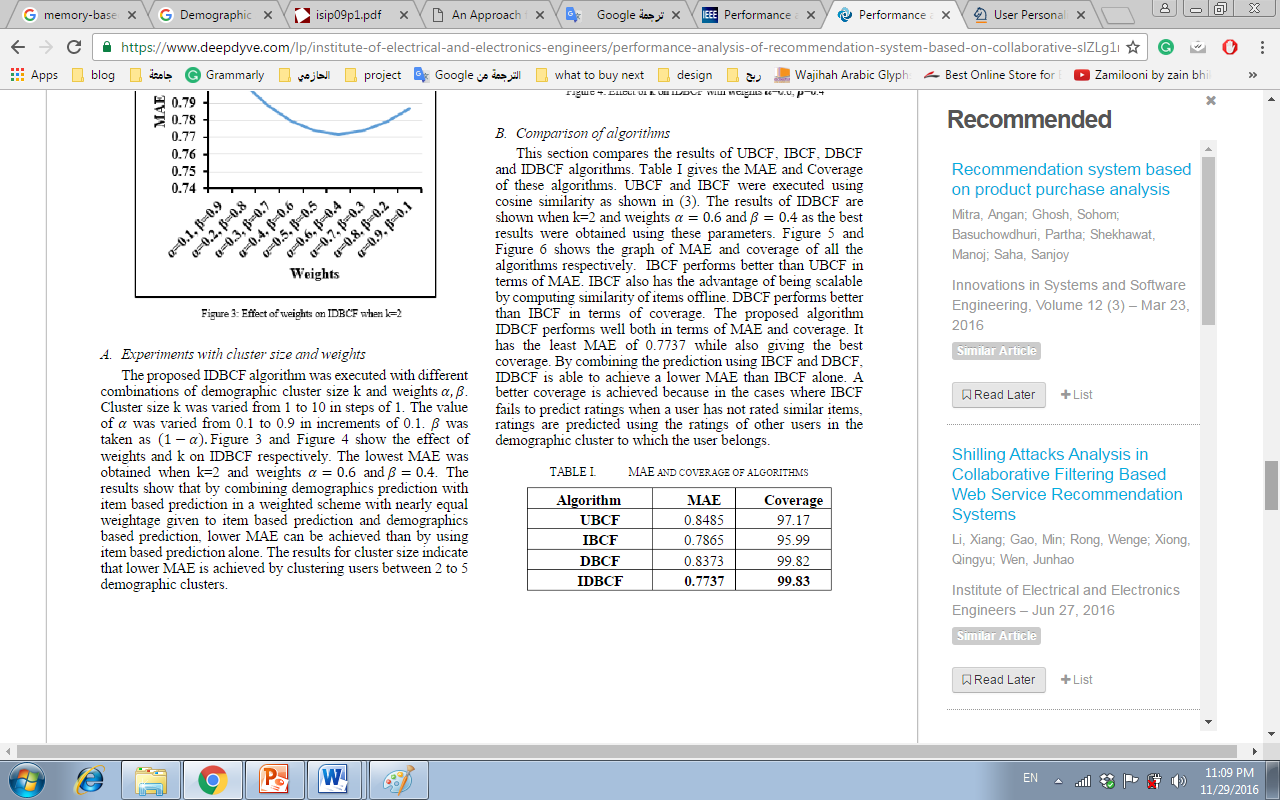 memory-base
Demographic
isip09p1.pdf
An Approach
Google ترجمة
IEEE Performance
Performance
User Personal
https://www.deepdyve.com/lp/institute-of-electrical-and-electronics-engineers/performance-analysis-of-recommendation-system-based-on-collaborative-
Apps
blog
جامعة
Grammarly
الحازمي
project
الترجمة من Google
what to buy next
design
ربح
Wajihah Arabic Glyph
Best Online Store for
Zamilooni by zain bhi
»
MAE
0.79
0.78
0.77
0.76
0.75
0.74
α=0.1, β=0.9
α=0.2, β=0.8
α=0.3, β=0.7
α=0.4, β=0.6
α=0.5, β=0.5
α=0.6, β=0.4
α=0.7, β=0.3
α=0.8, β=0.2
α=0.9, β=0.1
Weights
Figure 3: Effect of weights on IDBCF when k=2
A. Experiments with cluster size and weights
The proposed IDBCF algorithm was executed with different
combinations of demographic cluster size k and weights α, β.
Cluster size k was varied from 1 to 10 in steps of 1. The value
of α was varied from 0.1 to 0.9 in increments of 0.1. β was
taken as (1 − α). Figure 3 and Figure 4 show the effect of
weights and k on IDBCF respectively. The lowest MAE was
obtained when k=2 and weights α = 0.6 and β = 0.4. The
results show that by combining demographics prediction with
item based prediction in a weighted scheme with nearly equal
weightage given to item based prediction and demographics
based prediction, lower MAE can be achieved than by using
item based prediction alone. The results for cluster size indicate
that lower MAE is achieved by clustering users between 2 to 5
demographic clusters.
Figure 4: Effect of k on IDBCF with weights α=0.6, β=0.4
B. Comparison of algorithms
This section compares the results of UBCF, IBCF, DBCF
and IDBCF algorithms. Table I gives the MAE and Coverage
of these algorithms. UBCF and IBCF were executed using
cosine similarity as shown in (3). The results of IDBCF are
shown when k=2 and weights α = 0.6 and β = 0.4 as the best
results were obtained using these parameters. Figure 5 and
Figure 6 shows the graph of MAE and coverage of all the
algorithms respectively. IBCF performs better than UBCF in
terms of MAE. IBCF also has the advantage of being scalable
by computing similarity of items offline. DBCF performs better
than IBCF in terms of coverage. The proposed algorithm
IDBCF performs well both in terms of MAE and coverage. It
has the least MAE of 0.7737 while also giving the best
coverage. By combining the prediction using IBCF and DBCF,
IDBCF is able to achieve a lower MAE than IBCF alone. A
better coverage is achieved because in the cases where IBCF
fails to predict ratings when a user has not rated similar items,
ratings are predicted using the ratings of other users in the
demographic cluster to which the user belongs.
TABLE I. MAE AND COVERAGE OF ALGORITHMS
Algorithm MAE Coverage
UBCF 0.8485 97.17
IBCF 0.7865 95.99
DBCF 0.8373 99.82
IDBCF 0.7737 99.83
Recommended
Recommendation system based
on product purchase analysis
Mitra, Angan; Ghosh, Sohom;
Basuchowdhuri, Partha; Shekhawat,
Manoj; Saha, Sanjoy
Innovations in Systems and Software
Engineering, Volume 12 (3) – Mar 23,
2016
Similar Article
Read Later
+List
Shilling Attacks Analysis in
Collaborative Filtering Based
Web Service Recommendation
Systems
Li, Xiang; Gao, Min; Rong, Wenge; Xiong,
Qingyu; Wen, Junhao
Institute of Electrical and Electronics
Engineers – Jun 27, 2016
Similar Article
Read Later
+List
EN
11:09 PM
11/29/2016